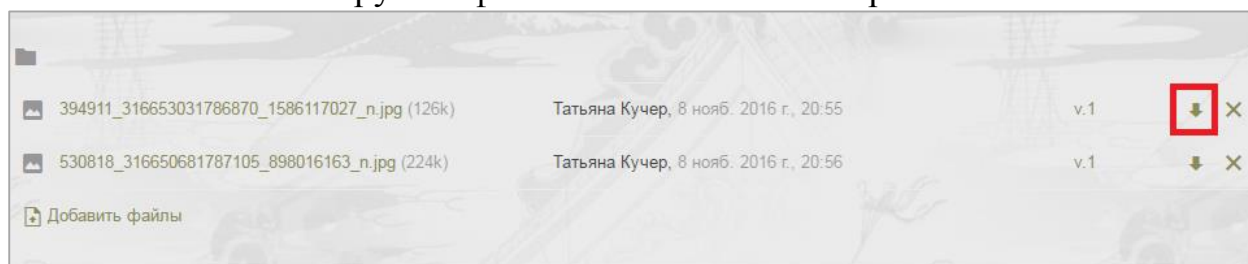 394911_316653031786870_1586117027_n.jpg (126k) Татьяна Кучер, 8 нояб. 2016 г., 20:55 v.1
530818_316650681787105_898016163_n.jpg (224k) Татьяна Кучер, 8 нояб. 2016 г., 20:56 v.1
Добавить файлы